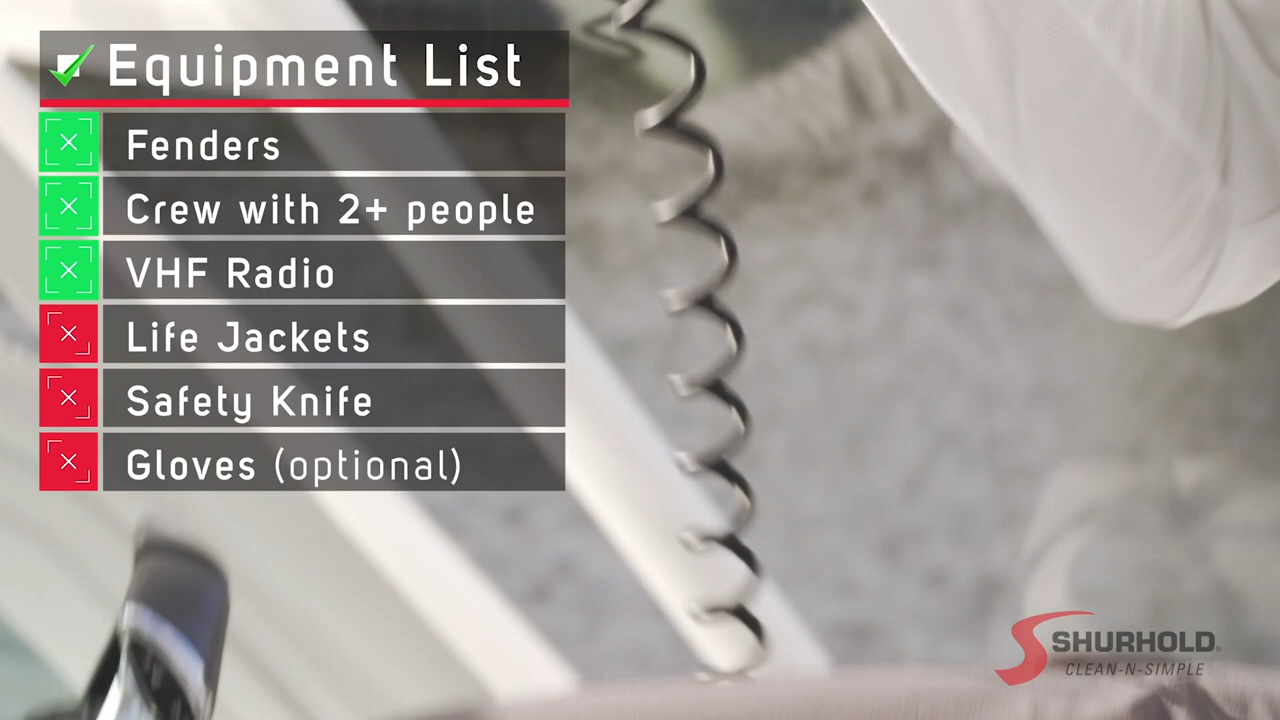 Equipment List
Fenders
Crew with 2+ people
VHF Radio
Life Jackets
Safety Knife
Gloves (optional)
SHURHOLD®
CLEAN-N-SIMPLE